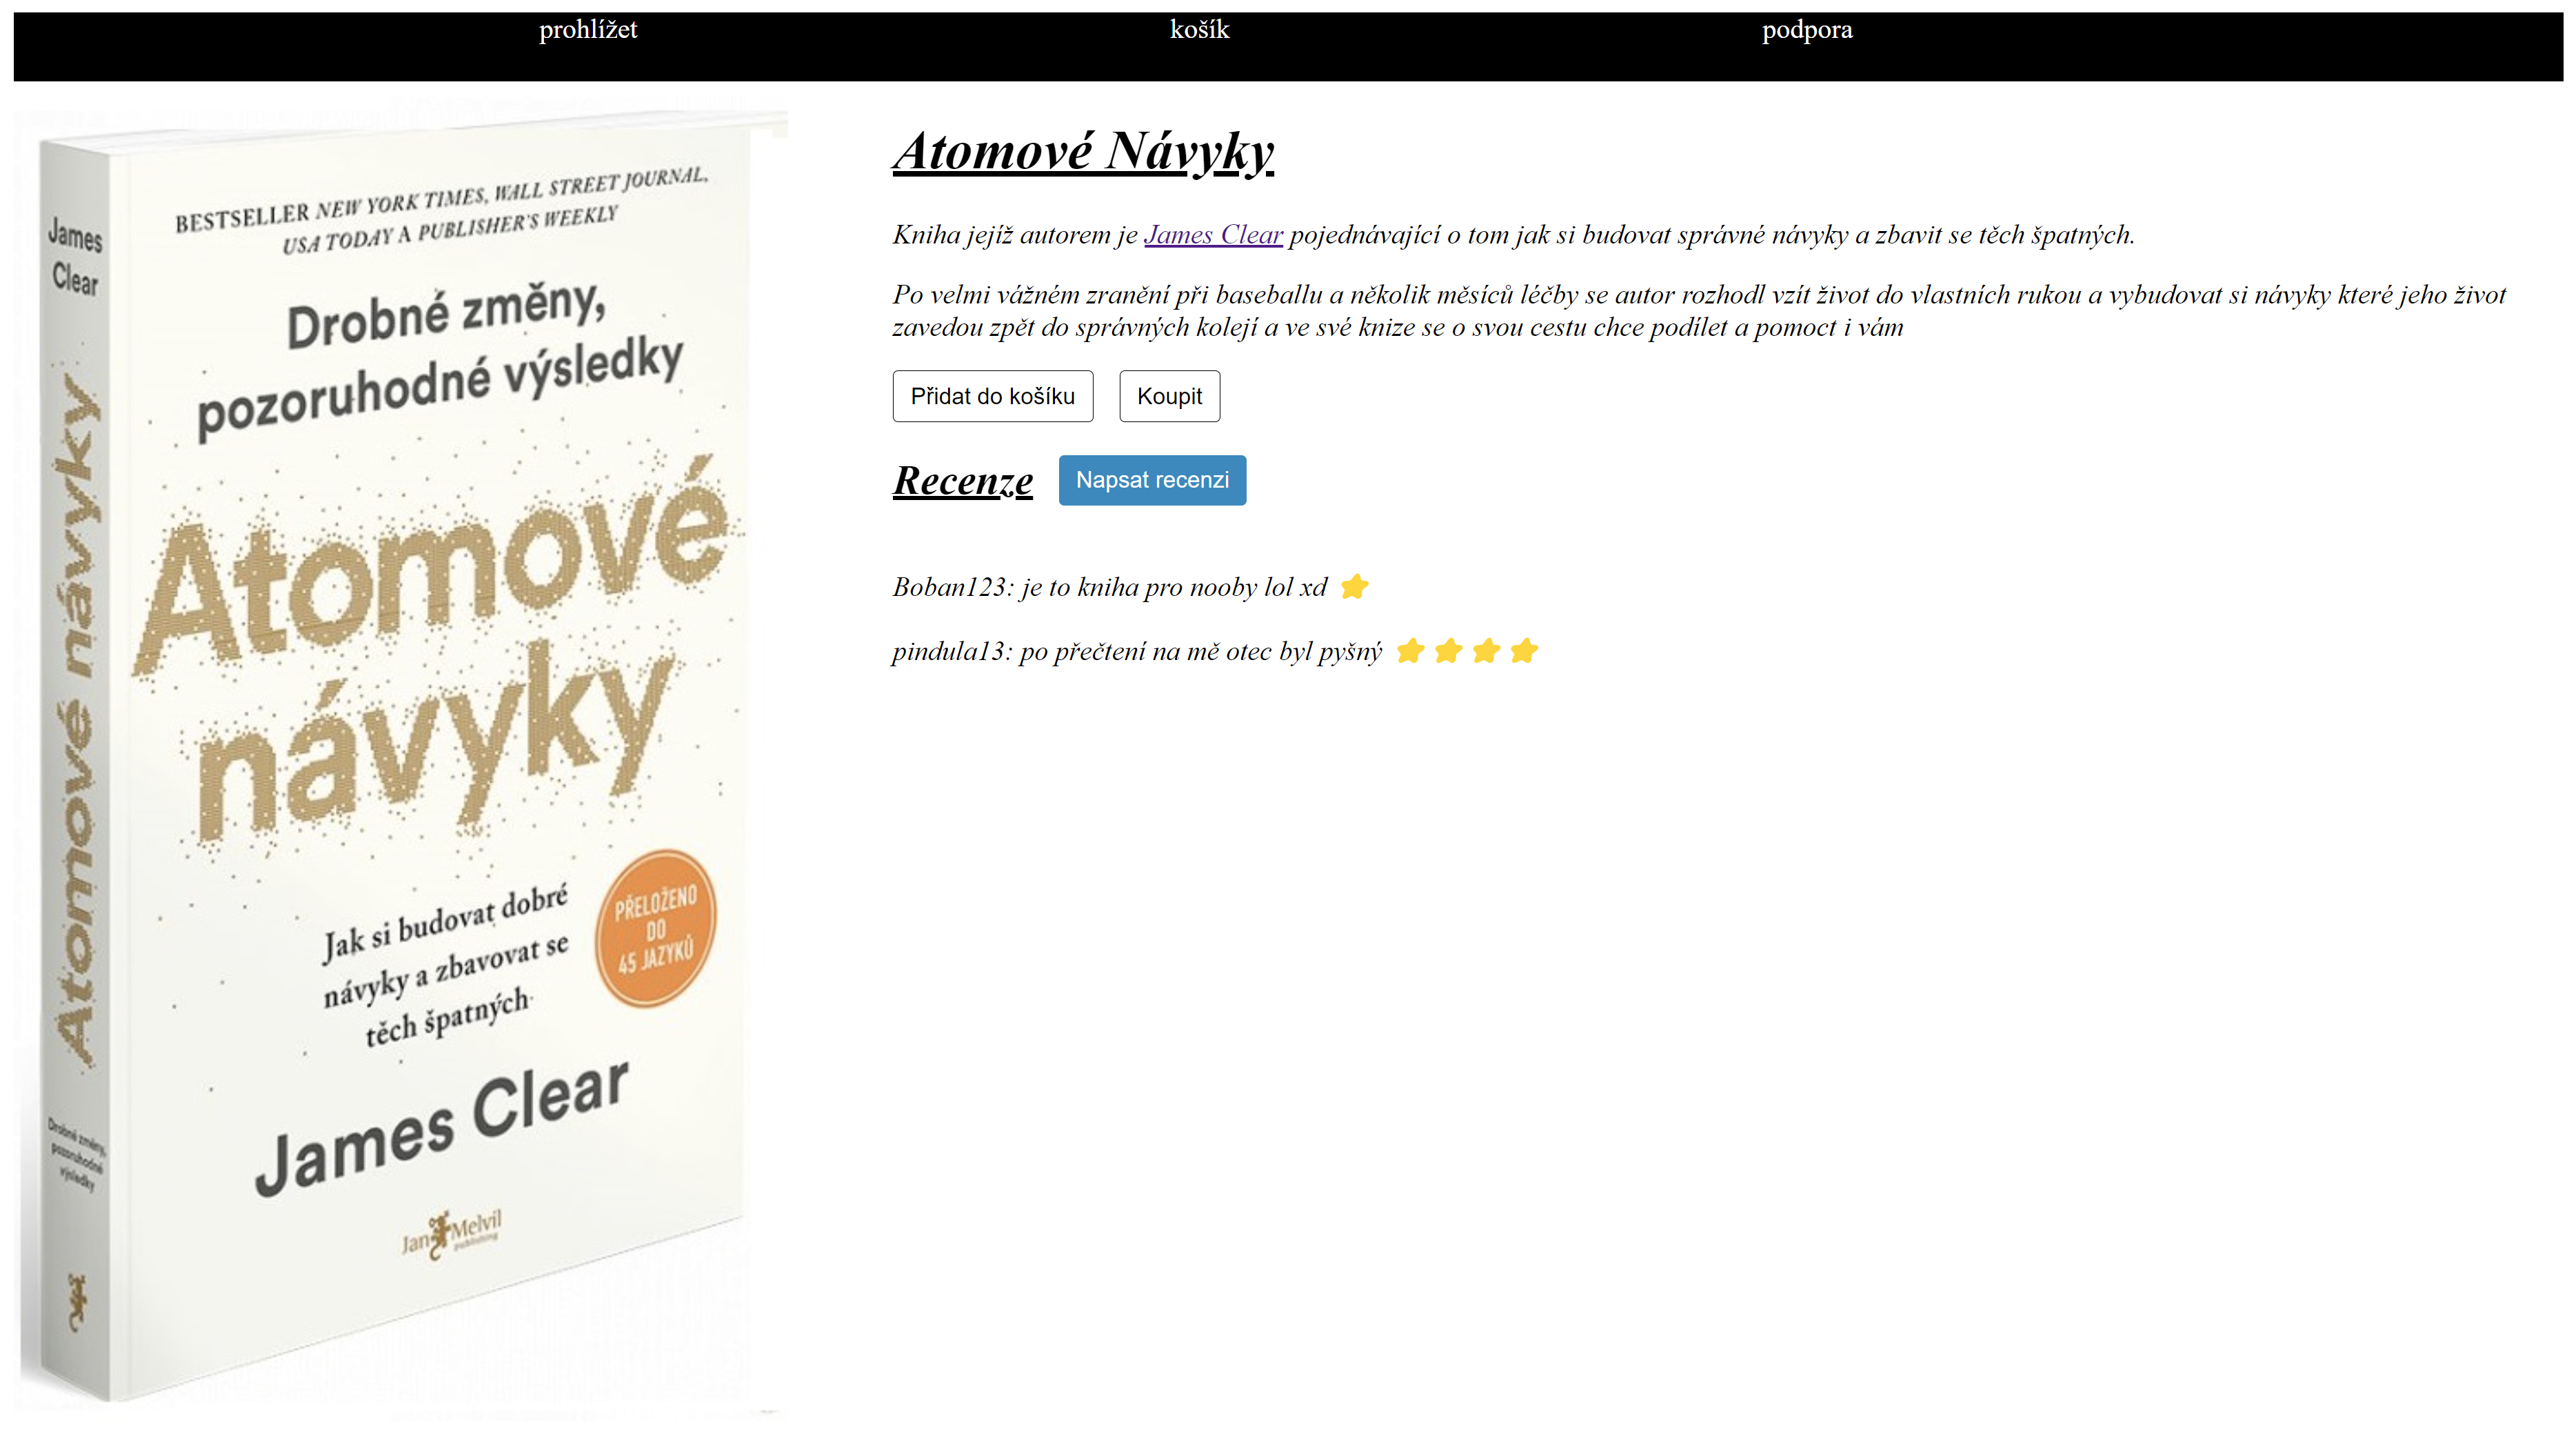 prohlížet košík podpora
James
Clear
Atomové návyky
Drobné změny,
pozoruhodné
výsledky
BESTSELLER NEW YORK TIMES, WALL STREET JOURNAL,
USA TODAY A PUBLISHER'S WEEKLY
Drobné změny,
pozoruhodné výsledky
Atomové
návyky
Jak si budovat dobré
návyky a zbavovat se
těch špatných
PŘELOŽENO
DO
45 JAZYKŮ
James Clear
Jan Melvil
publishing
Atomové Návyky
Kniha jejíž autorem je James Clear pojednávající o tom jak si budovat správné návyky a zbavit se těch špatných.
Po velmi vážném zranění při baseballu a několik měsíců léčby se autor rozhodl vzít život do vlastních rukou a vybudovat si návyky které jeho život
zavedou zpět do správných kolejí a ve své knize se o svou cestu chce podílet a pomoct i vám
Přidat do košíku Koupit
Recenze Napsat recenzi
Boban123: je to kniha pro nooby lol xd
pindula13: po přečtení na mě otec byl pyšný